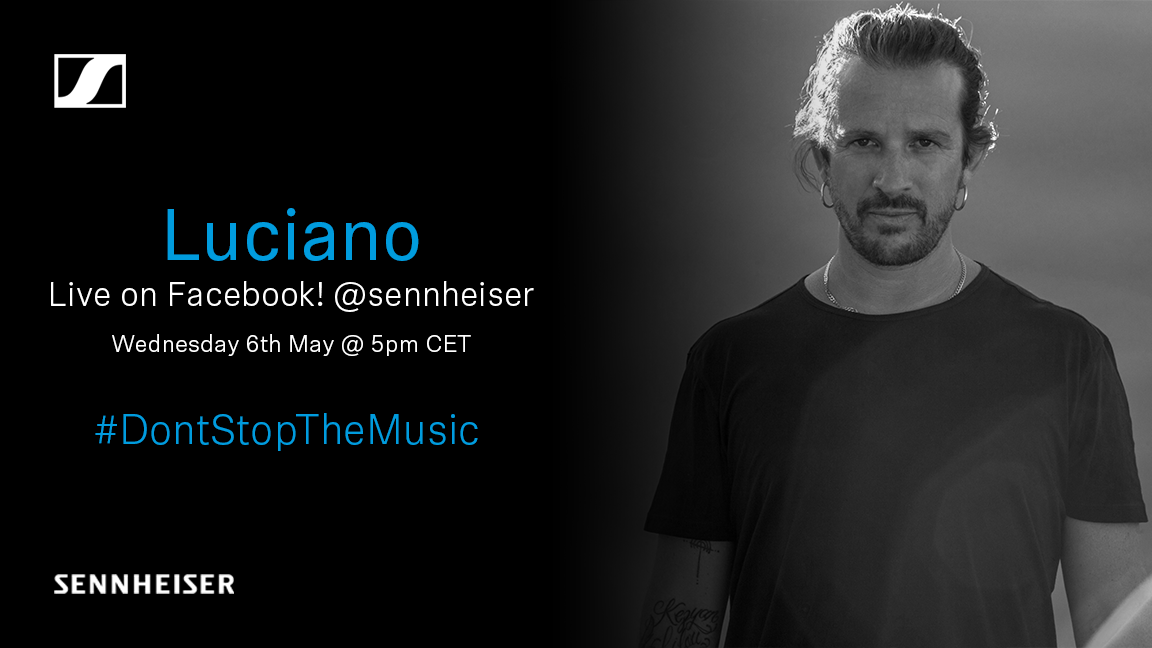 Luciano
Live on Facebook! @sennheiser
Wednesday 6th May @ 5pm CET
#DontStopTheMusic
SENNHEISER